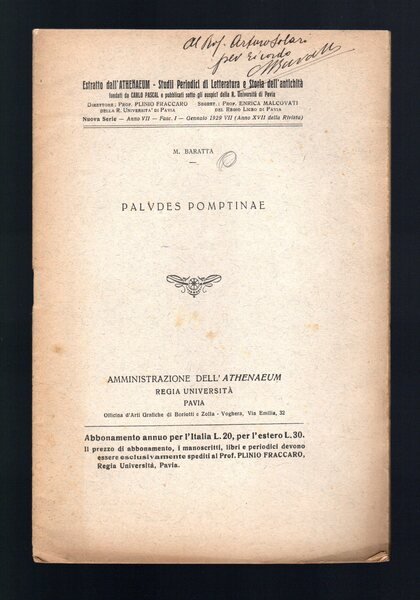 Al Prof. Arturo Solari
per ricordo
MBaratta
Estratto dall'ATHENAEUM - Studii Periodici di Letteratura e Storia dell'antichità
fondati da CARLO PASCAL e pubblicati sotto gli auspici della R. Università di Pavia
DIRETTORE: PROF. PLINIO FRACCARO SEGRET.: PROF. ENRICA MALCOVATI
DELLA R. UNIVERSITA' DI PAVIA DEL REGIO LICEO DI PAVIA
Nuova Serie - Anno VII - Fasc. I - Gennaio 1929 VII (Anno XVII della Rivista)
M. BARATTA
PALVDES POMPTINAE
AMMINISTRAZIONE DELL'ATHENAEUM
REGIA UNIVERSITÀ
PAVIA
Officina d'Arti Grafiche di Boriotti e Zolla - Voghera, Via Emilia, 32
Abbonamento annuo per l'Italia L.20, per l'estero L.30.
Il prezzo di abbonamento, i manoscritti, libri e periodici devono
essere esclusivamente spediti al Prof. PLINIO FRACCARO,
Regia Università, Pavia.